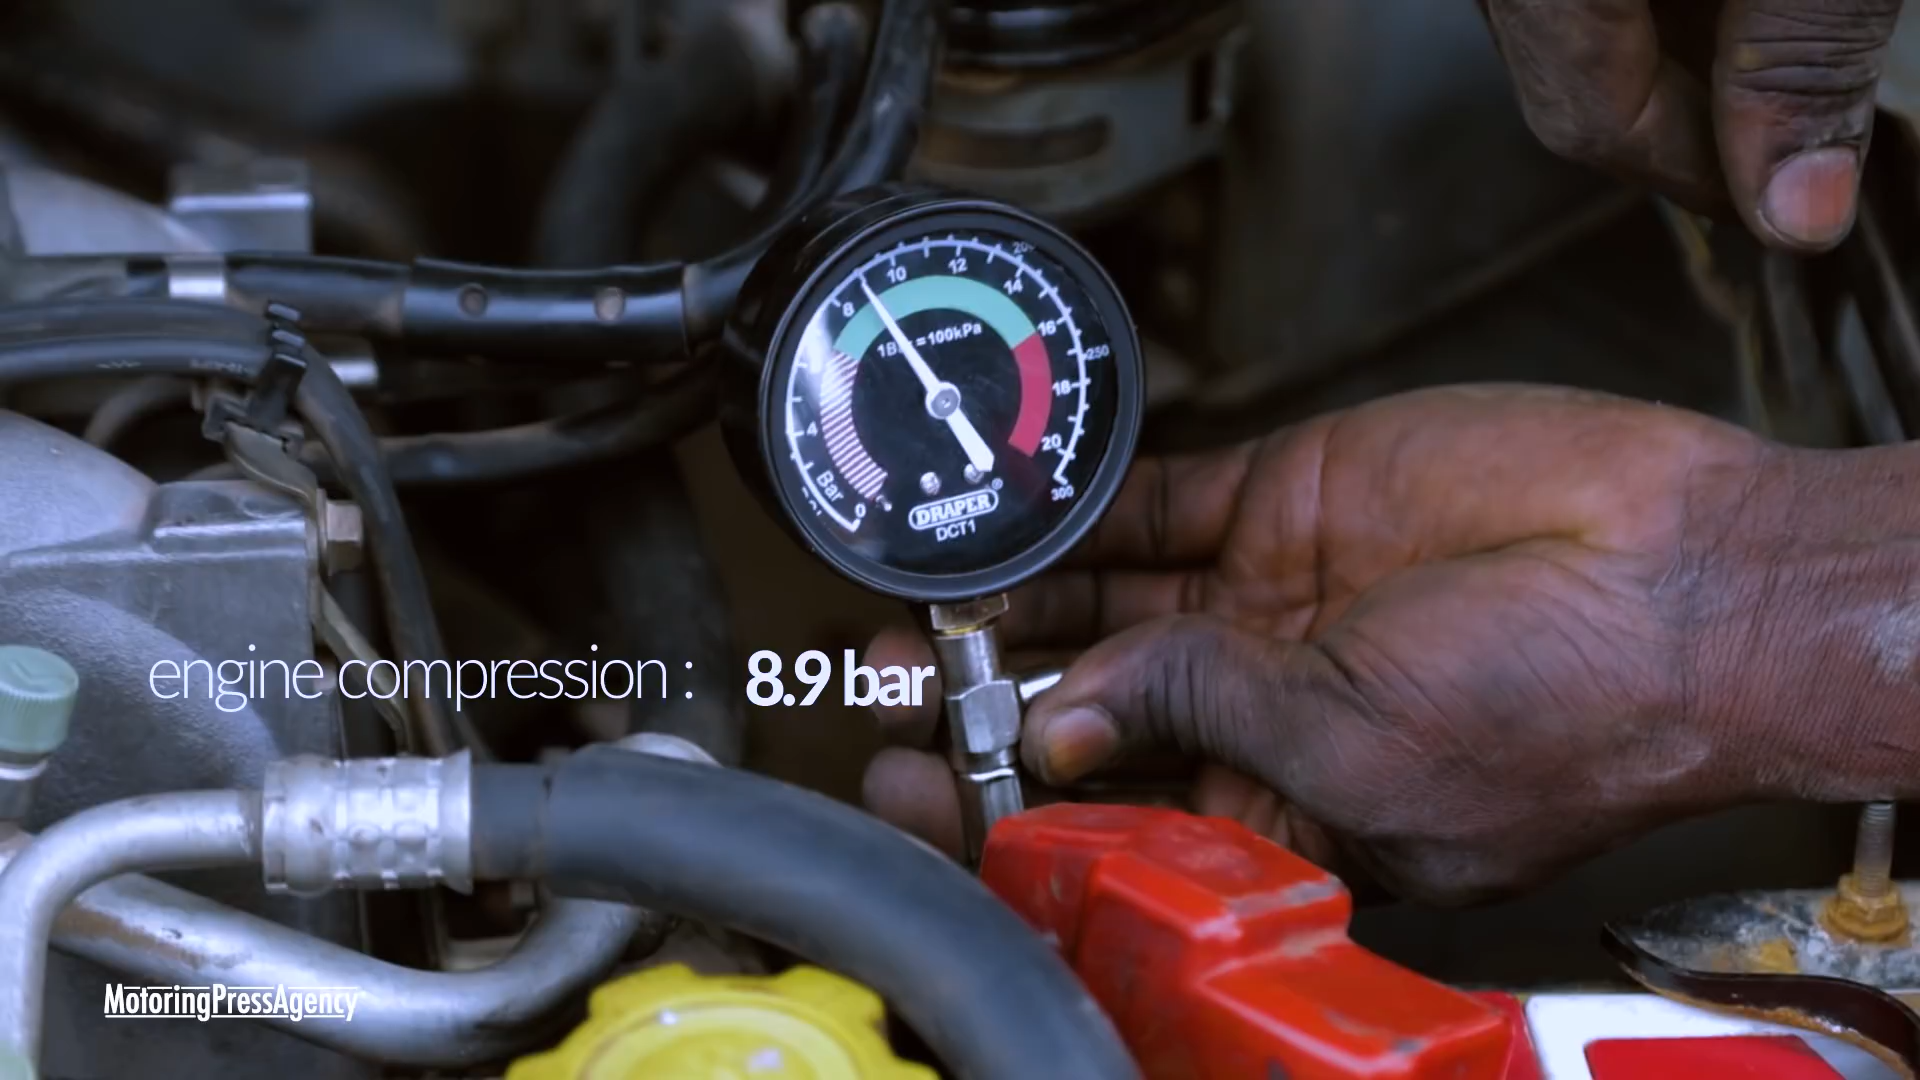 200
10
12
8
14
1Bar=100kPa
16
250
18
4
20
Bar
300
0
DRAPER®
DCT1
engine compression : 8.9 bar
MotoringPressAgency